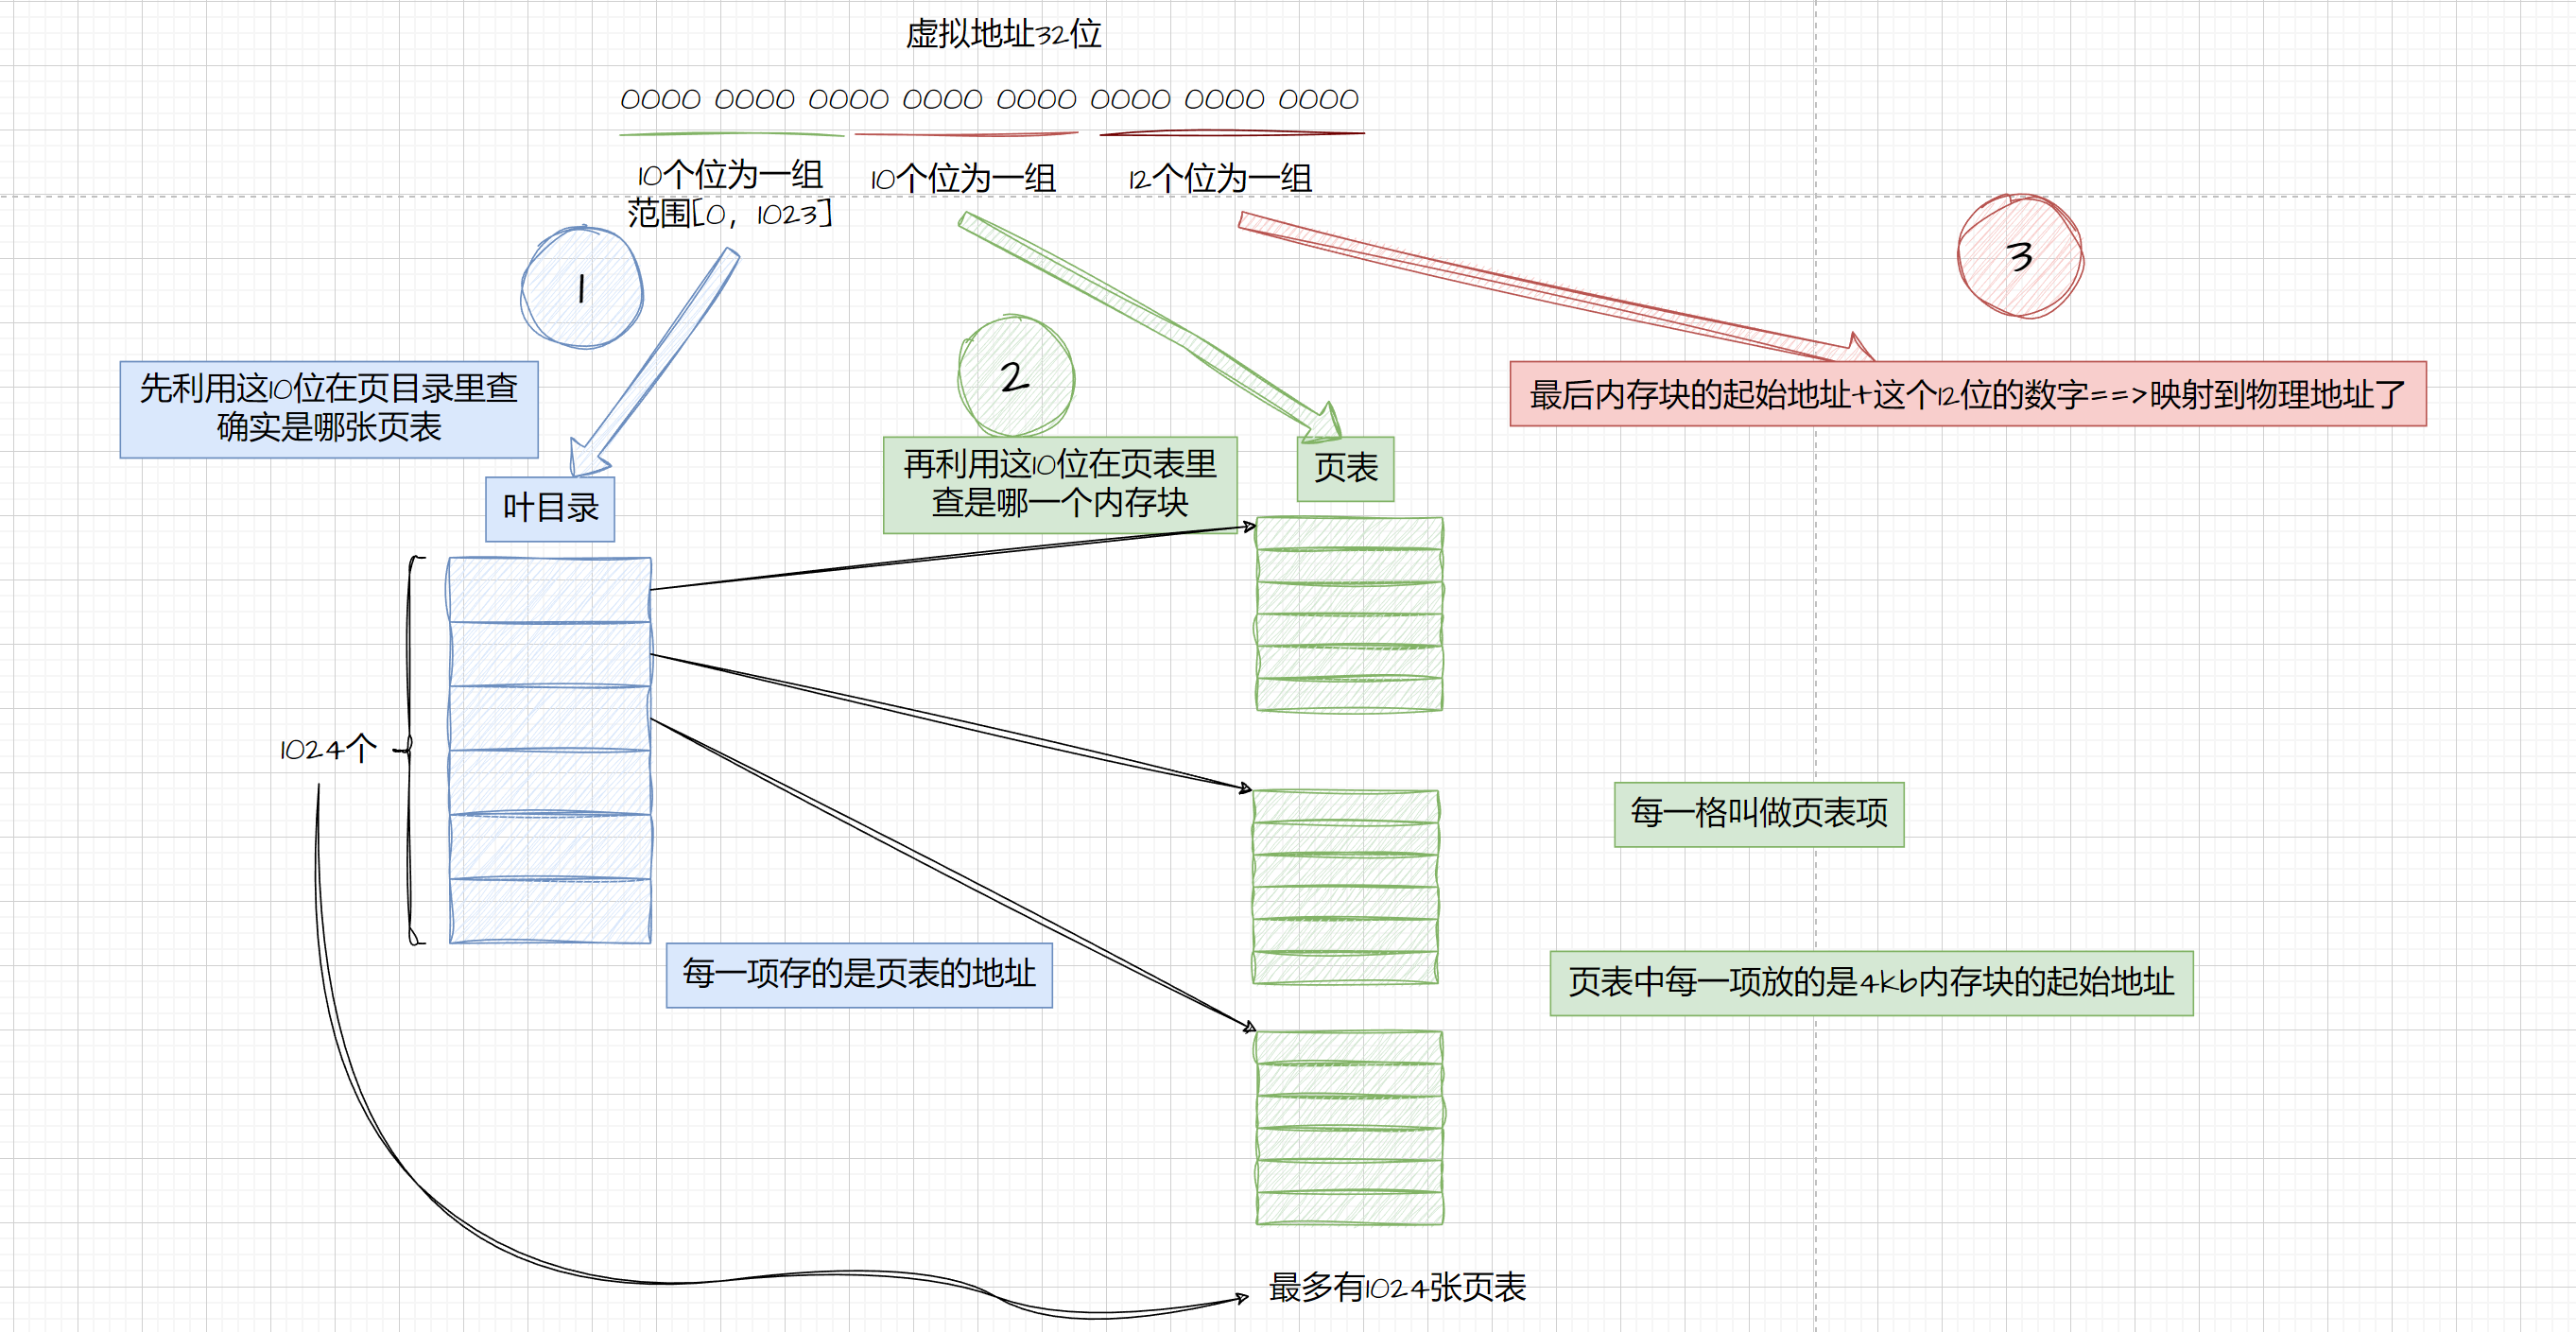 虚拟地址32位
0000 0000 0000 0000 0000 0000 0000 0000
10个位为一组
范围[0，1023]
10个位为一组
12个位为一组
1
2
3
先利用这10位在页目录里查
确实是哪张页表
再利用这10位在页表里
查是哪一个内存块
页表
最后内存块的起始地址+这个12位的数字==>映射到物理地址了
叶目录
1024个
每一格叫做页表项
每一项存的是页表的地址
页表中每一项放的是4kb内存块的起始地址
最多有1024张页表